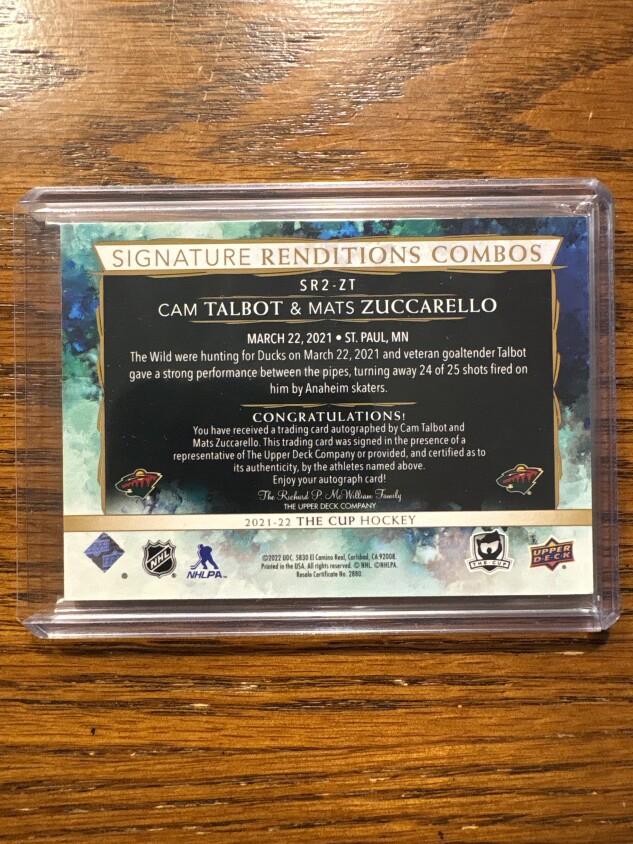 SIGNATURE RENDITIONS COMBOS
SR2-ZT
CAM TALBOT & MATS ZUCCARELLO
MARCH 22, 2021 • ST. PAUL, MN
The Wild were hunting for Ducks on March 22, 2021 and veteran goaltender Talbot
gave a strong performance between the pipes, turning away 24 of 25 shots fired on
him by Anaheim skaters.
CONGRATULATIONS!
You have received a trading card autographed by Cam Talbot and
Mats Zuccarello. This trading card was signed in the presence of a
representative of The Upper Deck Company or provided, and certified as to
its authenticity, by the athletes named above.
Enjoy your autograph card!
The Richard P. McWilliam Family
THE UPPER DECK COMPANY
2021-22 THE CUP HOCKEY
NHL
NHLPA
©2022 UDC. 5830 El Camino Real, Carlsbad, CA 92008.
Printed in the USA. All rights reserved. © NHL. ©NHLPA.
Resale Certificate No. 2880.
THE CUP
UPPER
DECK